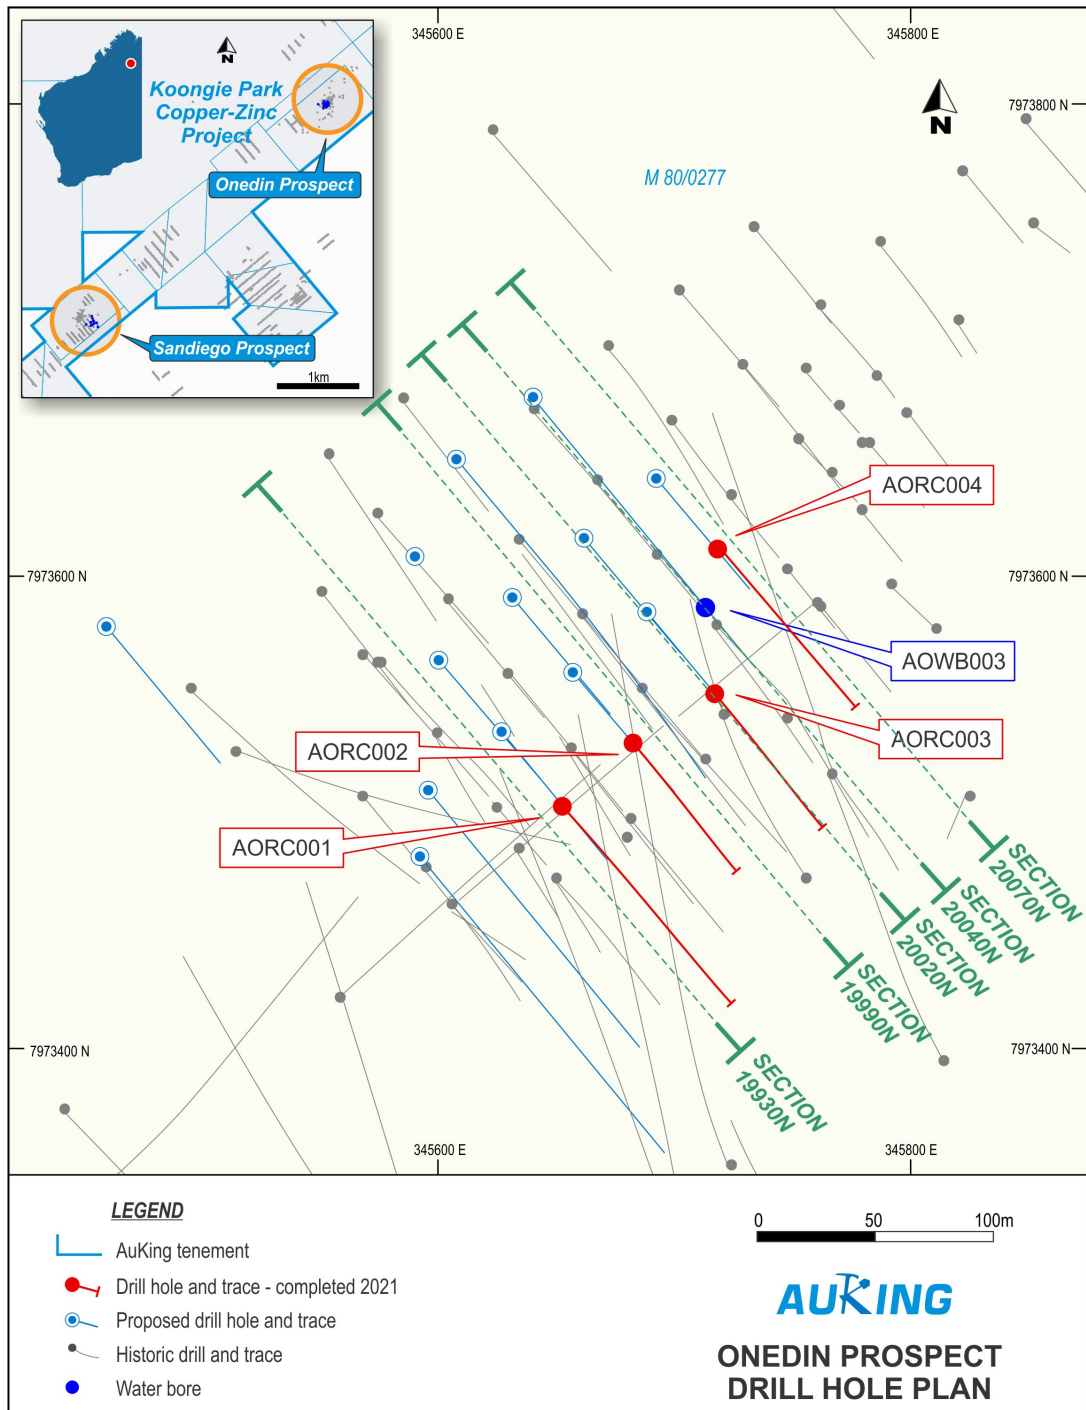 345600 E
345800 E
7973800 N
N
Koongie Park
Copper-Zinc
Project
N
Onedin Prospect
Sandiego Prospect
1km
M 80/0277
AORC004
7973600 N
7973600 N
AOWB003
AORC003
AORC002
AORC001
SECTION
20070N
SECTION
20040N
SECTION
20020N
SECTION
19990N
SECTION
19930N
7973400 N
7973400 N
345600 E
345800 E
LEGEND
AuKing tenement
Drill hole and trace - completed 2021
Proposed drill hole and trace
Historic drill and trace
Water bore
0 50 100m
AUKING
ONEDIN PROSPECT
DRILL HOLE PLAN